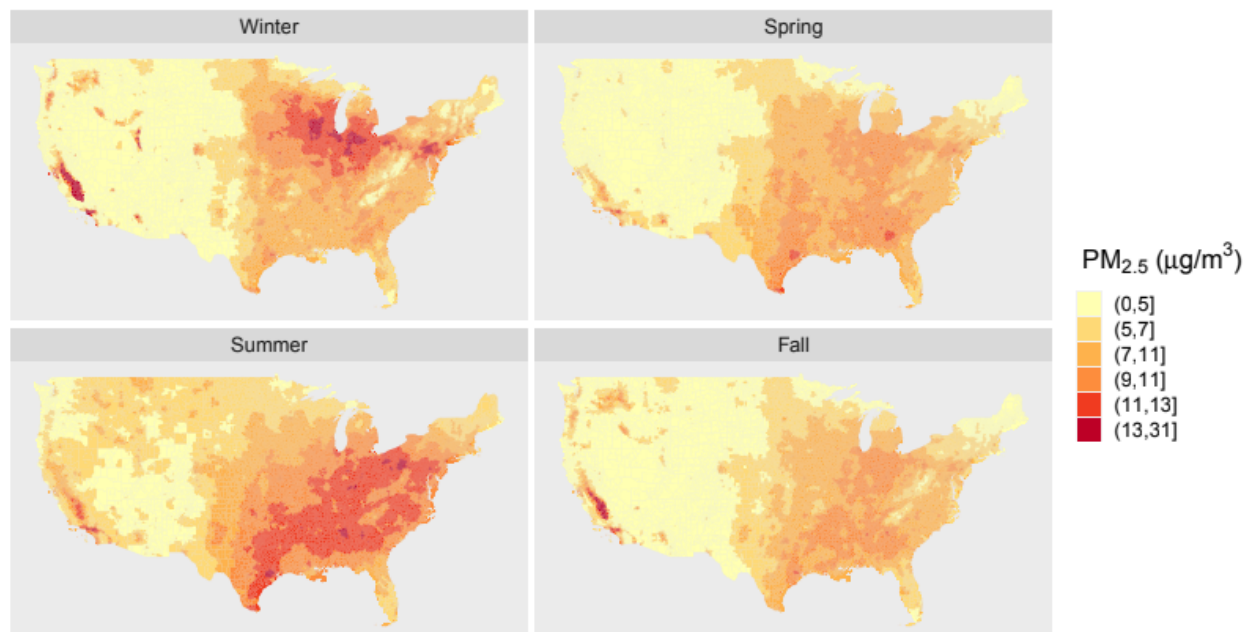 Winter
Spring
Summer
Fall
PM₂.₅ (μg/m³)
(0,5]
(5,7]
(7,11]
(9,11]
(11,13]
(13,31]